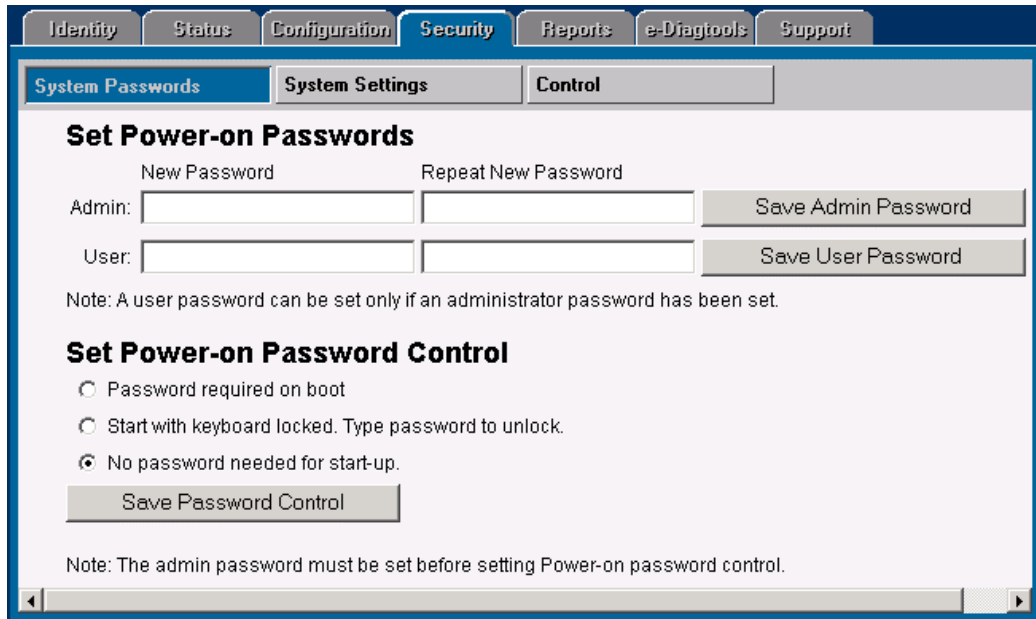 Identity Status Configuration Security Reports e-Diagtools Support
System Passwords System Settings Control
Set Power-on Passwords
New Password Repeat New Password
Admin: Save Admin Password
User: Save User Password
Note: A user password can be set only if an administrator password has been set.
Set Power-on Password Control
Password required on boot
Start with keyboard locked. Type password to unlock.
No password needed for start-up.
Save Password Control
Note: The admin password must be set before setting Power-on password control.